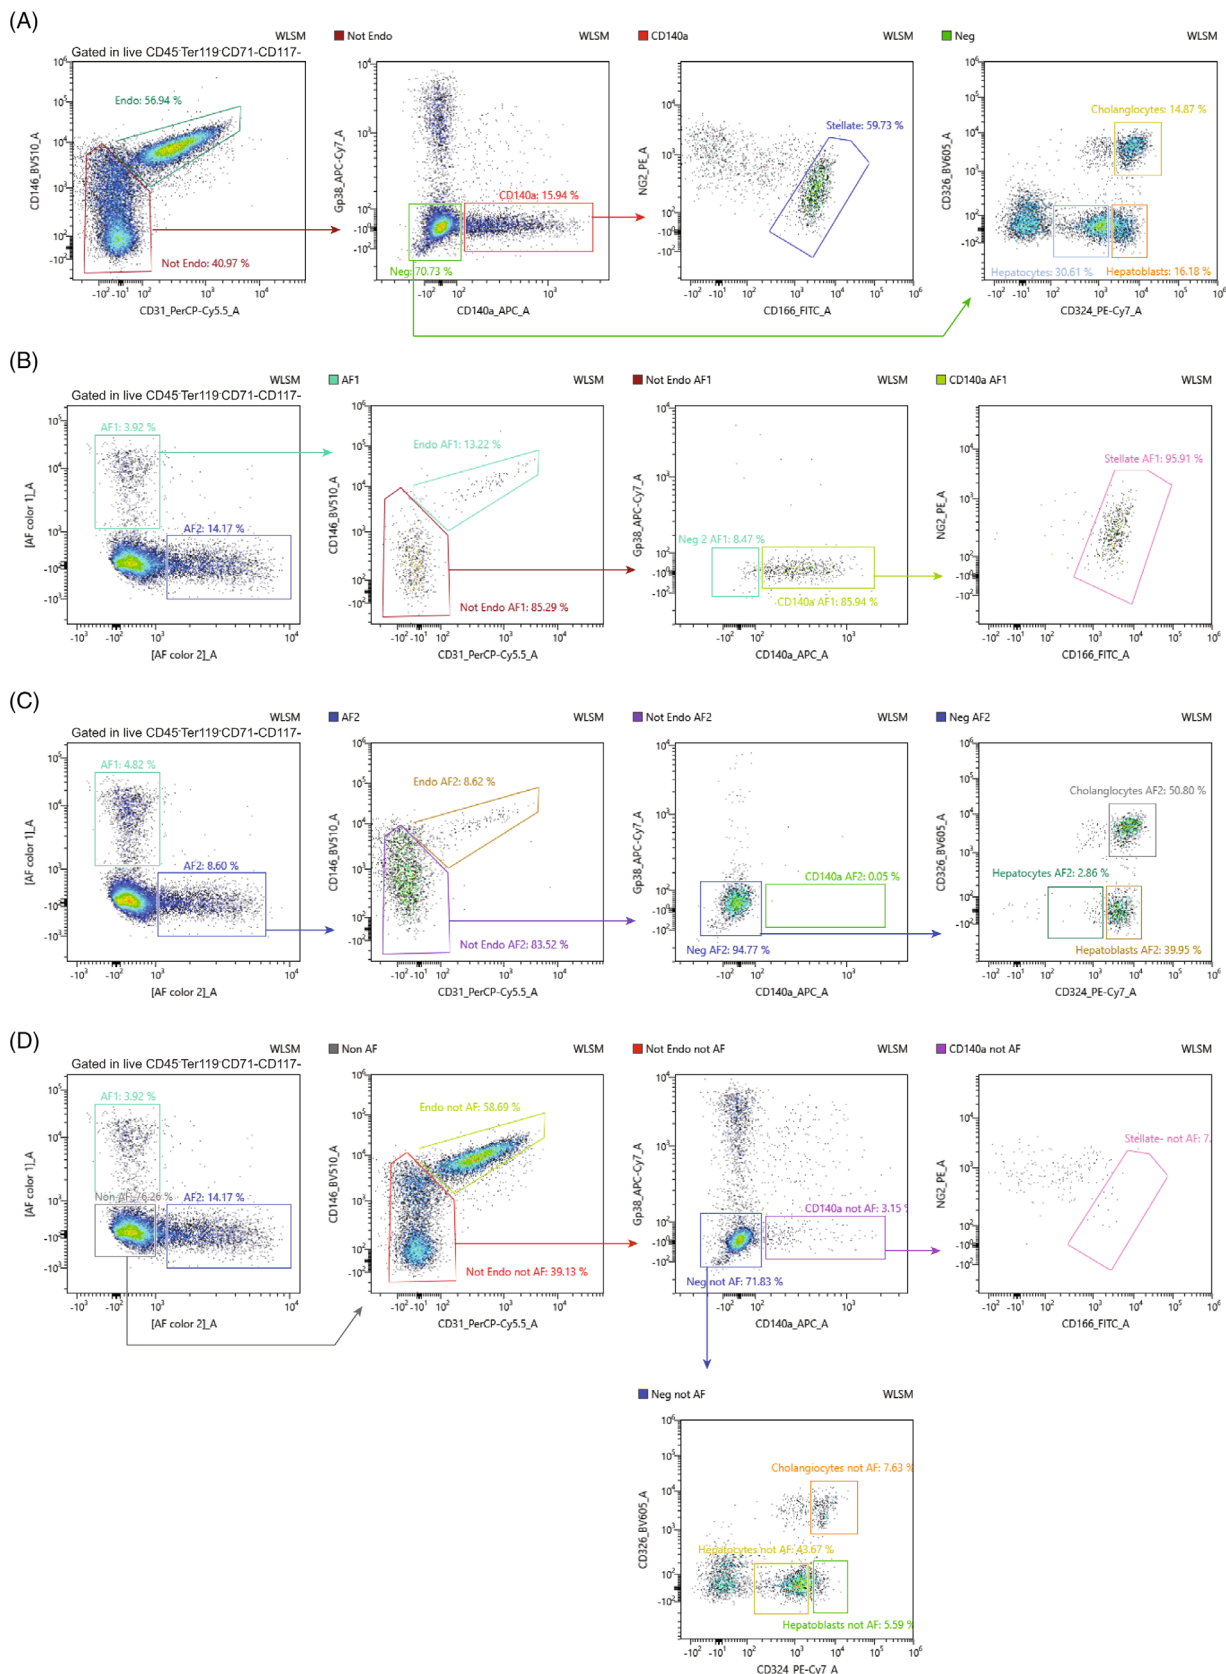 (A)
Not Endo WLSM CD140a WLSM Neg WLSM
WLSM
Gated in live CD45-Ter119-CD71-CD117-
Endo: 56.94 %
Not Endo: 40.97 %
CD146_BV510_A
CD31_PerCP-Cy5.5_A
CD140a: 15.94 %
Neg: 70.73 %
Gp38_APC-Cy7_A
CD140a_APC_A
Stellate: 59.73 %
NG2_PE_A
CD166_FITC_A
Cholanglocytes: 14.87 %
Hepatocytes: 30.61 %
Hepatoblasts: 16.18 %
CD326_BV605_A
CD324_PE-Cy7_A
(B)
WLSM AF1 WLSM Not Endo AF1 WLSM CD140a AF1 WLSM
Gated in live CD45-Ter119-CD71-CD117-
AF1: 3.92 %
AF2: 14.17 %
[AF color 1]_A
[AF color 2]_A
Endo AF1: 13.22 %
Not Endo AF1: 85.29 %
CD146_BV510_A
CD31_PerCP-Cy5.5_A
Neg 2 AF1: 8.47 %
CD140a AF1: 85.94 %
Gp38_APC-Cy7_A
CD140a_APC_A
Stellate AF1: 95.91 %
NG2_PE_A
CD166_FITC_A
(C)
WLSM AF2 WLSM Not Endo AF2 WLSM Neg AF2 WLSM
Gated in live CD45-Ter119-CD71-CD117-
AF1: 4.82 %
AF2: 8.60 %
[AF color 1]_A
[AF color 2]_A
Endo AF2: 8.62 %
Not Endo AF2: 83.52 %
CD146_BV510_A
CD31_PerCP-Cy5.5_A
CD140a AF2: 0.05 %
Neg AF2: 94.77 %
Gp38_APC-Cy7_A
CD140a_APC_A
Cholanglocytes AF2: 50.80 %
Hepatocytes AF2: 2.86 %
Hepatoblasts AF2: 39.95 %
CD326_BV605_A
CD324_PE-Cy7_A
(D)
WLSM Non AF WLSM Not Endo not AF WLSM CD140a not AF WLSM
Gated in live CD45-Ter119-CD71-CD117-
AF1: 3.92 %
Non AF: 76.26 %
AF2: 14.17 %
[AF color 1]_A
[AF color 2]_A
Endo not AF: 58.69 %
Not Endo not AF: 39.13 %
CD146_BV510_A
CD31_PerCP-Cy5.5_A
CD140a not AF: 3.15 %
Neg not AF: 71.83 %
Gp38_APC-Cy7_A
CD140a_APC_A
Stellate- not AF: 7.
NG2_PE_A
CD166_FITC_A
Neg not AF WLSM
Cholangiocytes not AF: 7.63 %
Hepatocytes not AF: 43.67 %
Hepatoblasts not AF: 5.59 %
CD326_BV605_A
CD324_PE-Cy7_A